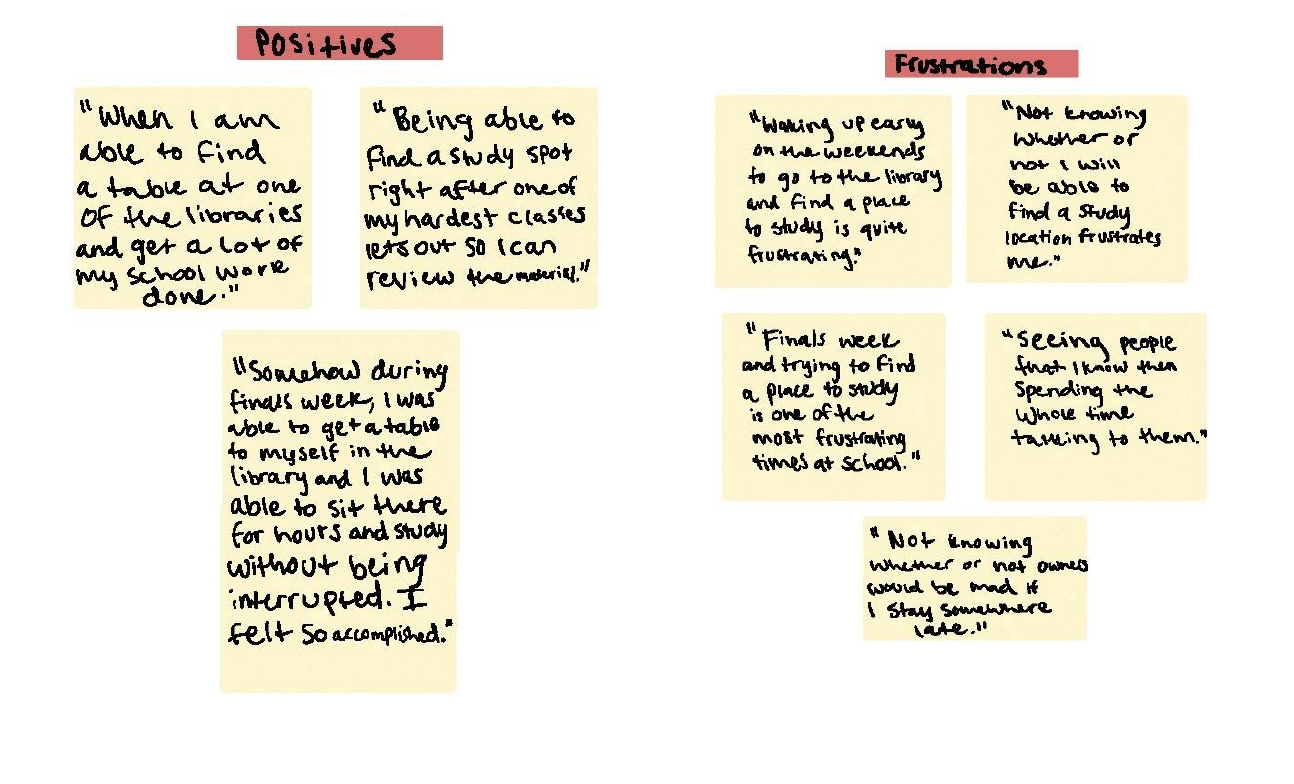 Positives
"When I am
able to find
a table at one
of the libraries
and get a lot of
my school work
done."
"Being able to
find a study spot
right after one of
my hardest classes
lets out so I can
review the material."
"Somehow during
finals week, I was
able to get a table
to myself in the
library and I was
able to sit there
for hours and study
without being
interrupted. I
felt so accomplished."
Frustrations
"Waking up early
on the weekends
to go to the library
and find a place
to study is quite
frustrating."
"Not knowing
whether or
not I will
be able to
find a study
location frustrates
me."
"Finals week
and trying to find
a place to study
is one of the
most frustrating
times at school."
"Seeing people
that I know then
spending the
whole time
talking to them."
"Not knowing
whether or not owners
would be mad if
I stay somewhere
late."